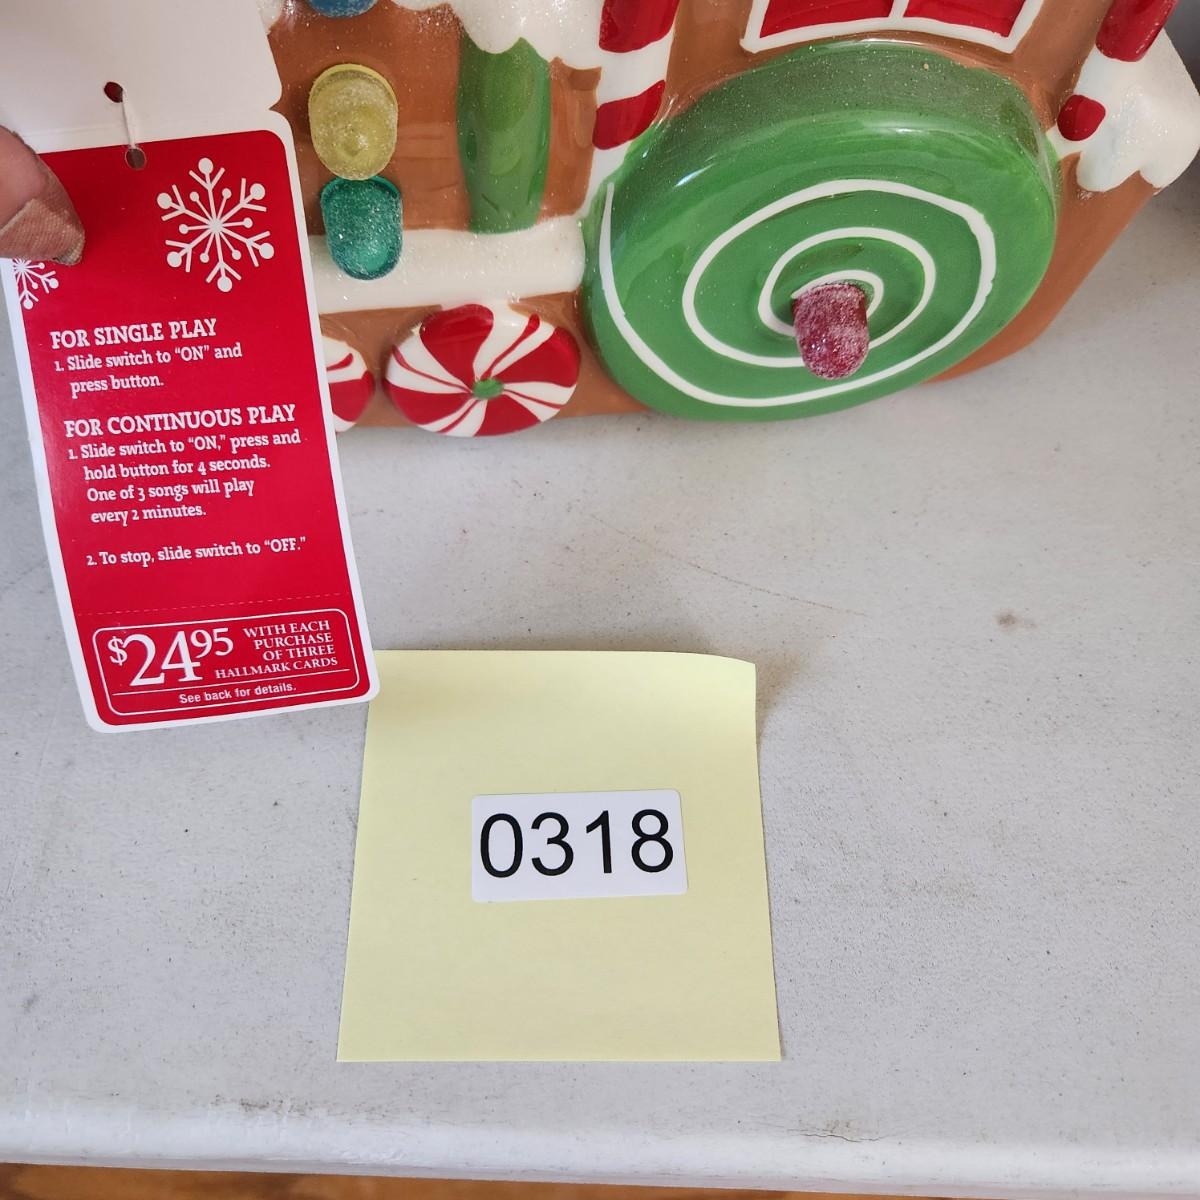 FOR SINGLE PLAY
1. Slide switch to “ON” and
press button.
FOR CONTINUOUS PLAY
1. Slide switch to “ON,” press and
hold button for 4 seconds.
One of 3 songs will play
every 2 minutes.
2. To stop, slide switch to “OFF.”
$24.95
WITH EACH
PURCHASE
OF THREE
HALLMARK CARDS
See back for details.
0318